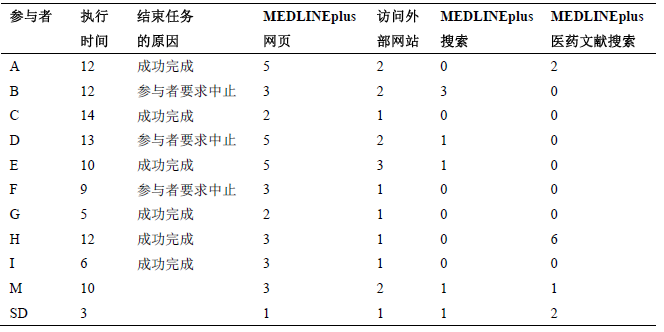 参与者 执行 结束任务 MEDLINEplus 访问外 MEDLINEplus MEDLINEplus
时间 的原因 网页 部网站 搜索 医药文献搜索
A 12 成功完成 5 2 0 2
B 12 参与者要求中止 3 2 3 0
C 14 成功完成 2 1 0 0
D 13 参与者要求中止 5 2 1 0
E 10 成功完成 5 3 1 0
F 9 参与者要求中止 3 1 0 0
G 5 成功完成 2 1 0 0
H 12 成功完成 3 1 0 6
I 6 成功完成 3 1 0 0
M 10 3 2 1 1
SD 3 1 1 1 2